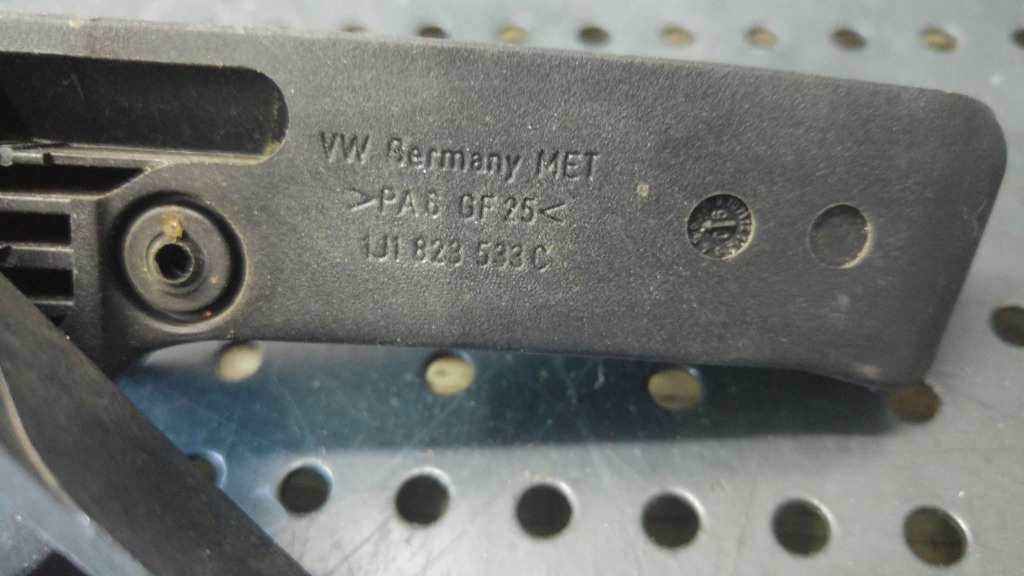 VW Germany MET
>PA 6 GF 25<
1J1 823 533 C